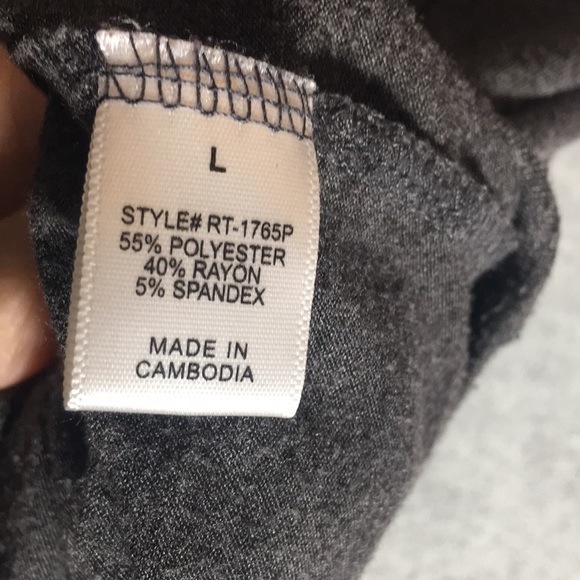 L
STYLE# RT-1765P
55% POLYESTER
40% RAYON
5% SPANDEX
MADE IN
CAMBODIA